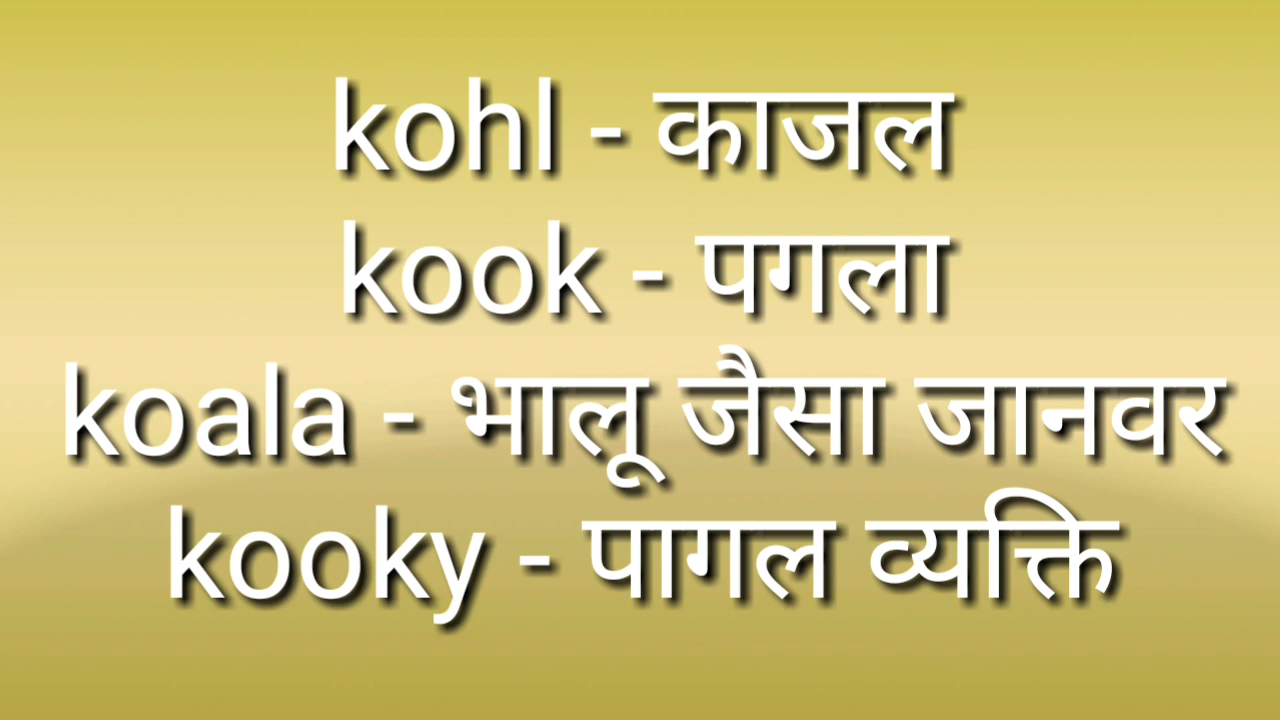 kohl - काजल
kook - पगला
koala - भालू जैसा जानवर
kooky - पागल व्यक्ति